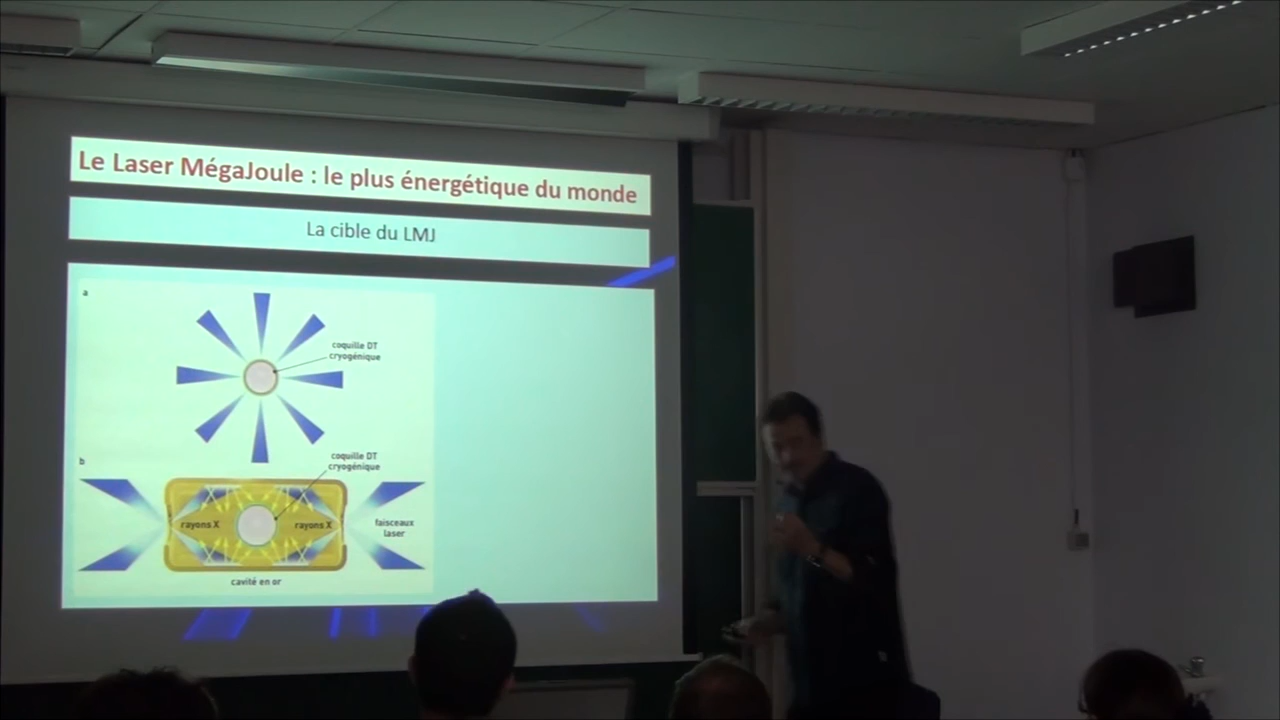 Le Laser MégaJoule : le plus énergétique du monde
La cible du LMJ
a
coquille DT
cryogénique
b
coquille DT
cryogénique
rayons X
rayons X
faisceaux
laser
cavité en or